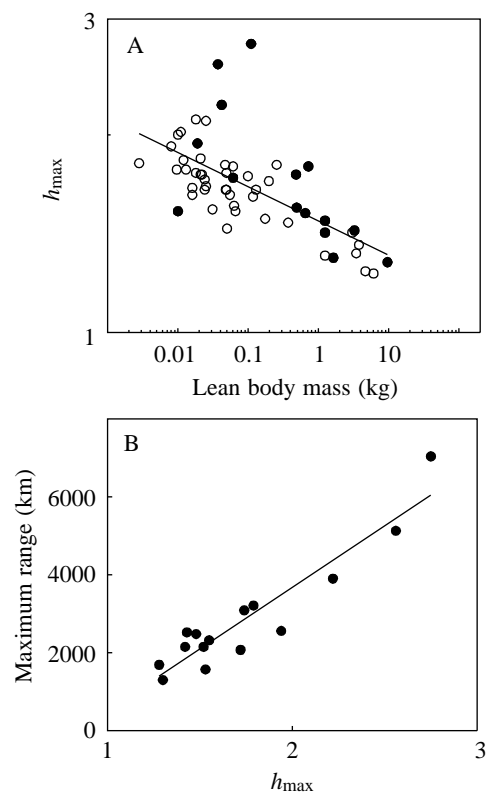 3
A
h_max
1
0.01 0.1 1 10
Lean body mass (kg)
B
6000
4000
2000
0
Maximum range (km)
1 2 3
h_max